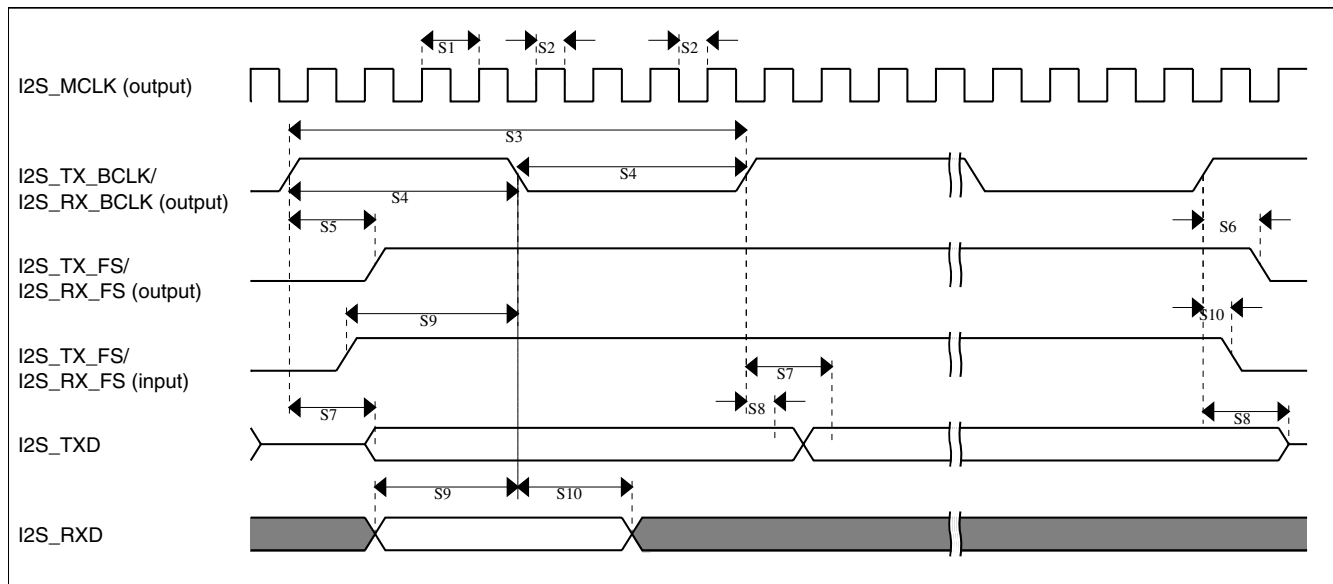 S1
S2
S2
I2S_MCLK (output)
S3
I2S_TX_BCLK/
I2S_RX_BCLK (output)
S4
S4
S5
S6
I2S_TX_FS/
I2S_RX_FS (output)
S9
S10
I2S_TX_FS/
I2S_RX_FS (input)
S7
S7
S8
S8
I2S_TXD
S9
S10
I2S_RXD